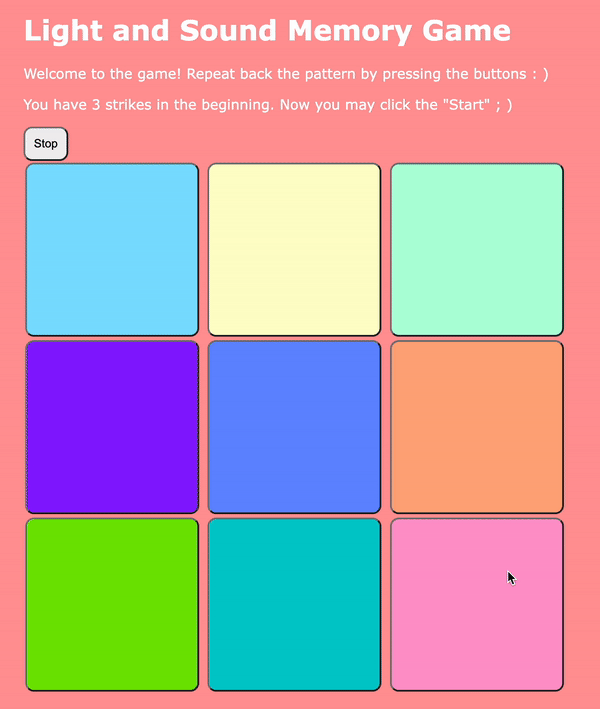 Light and Sound Memory Game
Welcome to the game! Repeat back the pattern by pressing the buttons : )
You have 3 strikes in the beginning. Now you may click the "Start" ; )
Stop